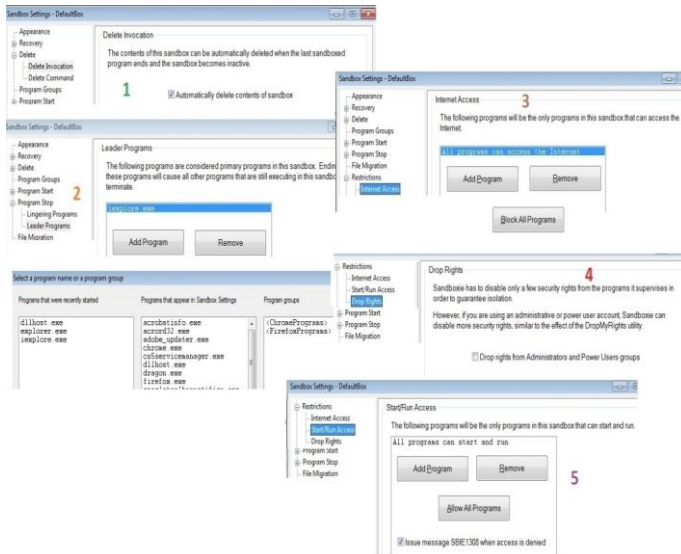 Sandbox Settings - DefaultBox
Appearance
Recovery
Delete
Delete Invocation
Delete Command
Program Groups
Program Start
Delete Invocation
The contents of this sandbox can be automatically deleted when the last sandboxed
program ends and the sandbox becomes inactive.
1
Automatically delete contents of sandbox
Sandbox Settings - DefaultBox
Appearance
Recovery
Delete
Program Groups
Program Start
Program Stop
Lingering Programs
Leader Programs
File Migration
2
Leader Programs
The following programs are considered primary programs in this sandbox. Ending
these programs will cause all other programs that are still executing in this sandbox
terminate.
iexplore.exe
Add Program
Remove
Sandbox Settings - DefaultBox
Appearance
Recovery
Delete
Program Groups
Program Start
Program Stop
File Migration
Restrictions
Internet Access
Internet Access
3
The following programs will be the only programs in this sandbox that can access the
Internet.
All programs can access the Internet
Add Program
Remove
Block All Programs
Select a program name or a program group
Programs that were recently started
dllhost.exe
explorer.exe
iexplore.exe
Programs that appear in Sandbox Settings
acrobatinfo.exe
acrord32.exe
adobe_updater.exe
chrome.exe
cs5servicemanager.exe
dllhost.exe
dragon.exe
firefox.exe
Program groups
<ChromePrograms>
<FirefoxPrograms>
Restrictions
Internet Access
Start/Run Access
Drop Rights
Program Start
Program Stop
File Migration
Drop Rights
4
Sandboxie has to disable only a few security rights from the programs it supervises in
order to guarantee isolation.
However, if you are using an administrative or power user account, Sandboxie can
disable more security rights, similar to the effect of the DropMyRights utility.
Drop rights from Administrators and Power Users groups
Sandbox Settings - DefaultBox
Restrictions
Internet Access
Start/Run Access
Drop Rights
Program Start
Program Stop
File Migration
Start/Run Access
The following programs will be the only programs in this sandbox that can start and run.
All programs can start and run
Add Program
Remove
5
Allow All Programs
Issue message SBIE1308 when access is denied